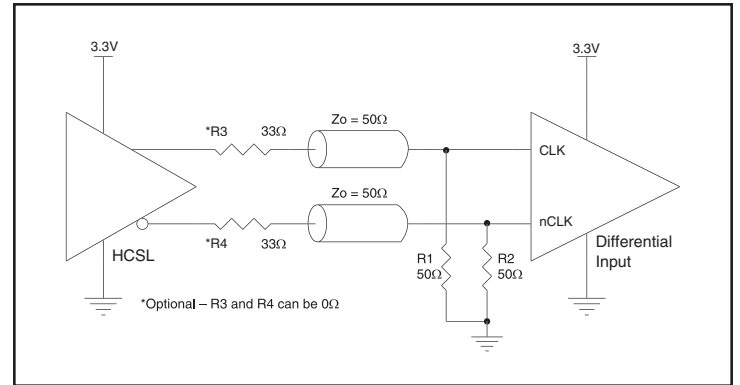 3.3V
3.3V
*R3 33Ω
Zo = 50Ω
CLK
Zo = 50Ω
nCLK
*R4 33Ω
HCSL
R1
50Ω
R2
50Ω
Differential
Input
*Optional – R3 and R4 can be 0Ω